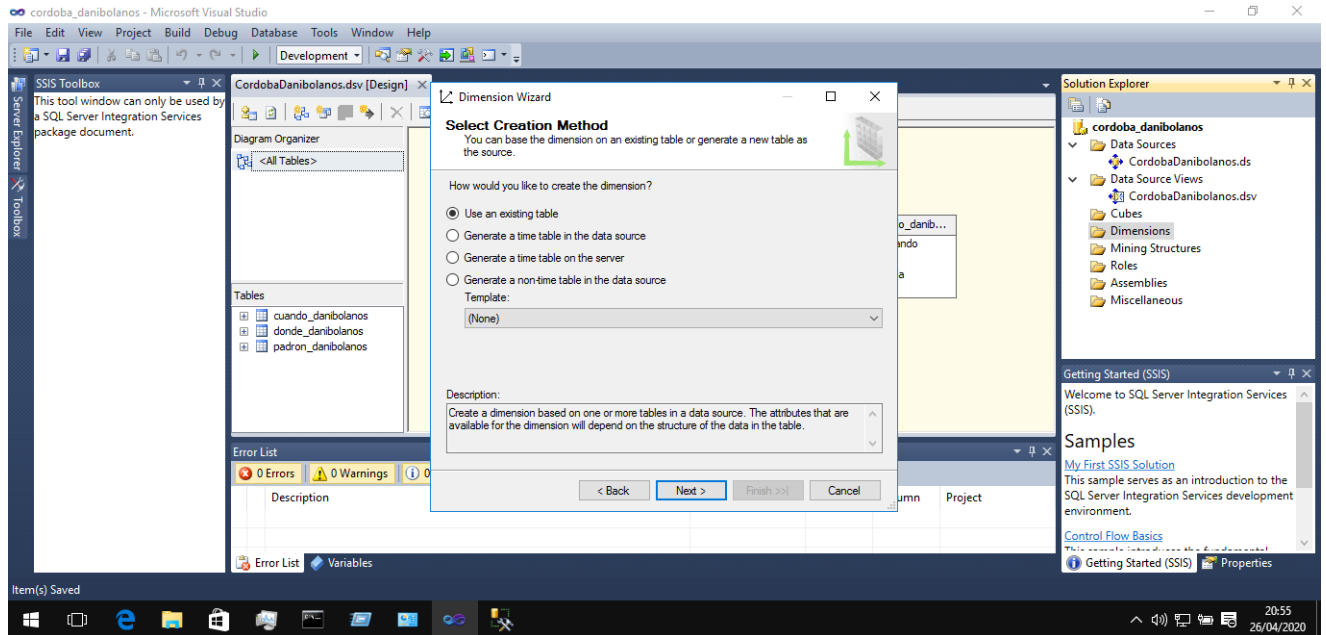 cordoba_danibolanos - Microsoft Visual Studio
File Edit View Project Build Debug Database Tools Window Help
Development
Server Explorer
Toolbox
SSIS Toolbox
This tool window can only be used by
a SQL Server Integration Services
package document.
CordobaDanibolanos.dsv [Design]
Diagram Organizer
<All Tables>
Tables
cuando_danibolanos
donde_danibolanos
padron_danibolanos
Dimension Wizard
Select Creation Method
You can base the dimension on an existing table or generate a new table as
the source.
How would you like to create the dimension?
Use an existing table
Generate a time table in the data source
Generate a time table on the server
Generate a non-time table in the data source
Template:
(None)
Description:
Create a dimension based on one or more tables in a data source. The attributes that are
available for the dimension will depend on the structure of the data in the table.
< Back Next > Finish >>| Cancel
o_danib...
ando
a
Error List
0 Errors 0 Warnings 0
Description umn Project
Error List Variables
Solution Explorer
cordoba_danibolanos
Data Sources
CordobaDanibolanos.ds
Data Source Views
CordobaDanibolanos.dsv
Cubes
Dimensions
Mining Structures
Roles
Assemblies
Miscellaneous
Getting Started (SSIS)
Welcome to SQL Server Integration Services
(SSIS).
Samples
My First SSIS Solution
This sample serves as an introduction to the
SQL Server Integration Services development
environment.
Control Flow Basics
This sample introduces the fundamental
Getting Started (SSIS) Properties
Item(s) Saved
20:55
26/04/2020